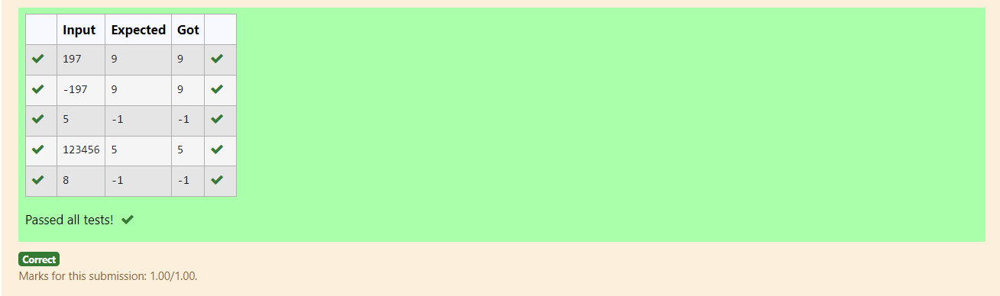 Input Expected Got
197 9 9
-197 9 9
5 -1 -1
123456 5 5
8 -1 -1
Passed all tests!
Correct
Marks for this submission: 1.00/1.00.